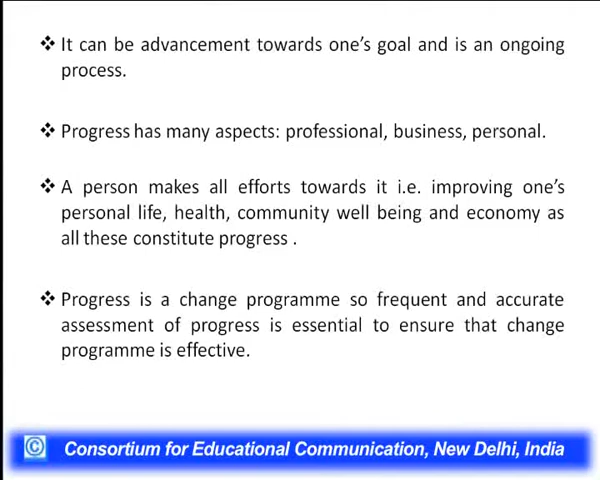 ❖ It can be advancement towards one's goal and is an ongoing
process.
❖ Progress has many aspects: professional, business, personal.
❖ A person makes all efforts towards it i.e. improving one's
personal life, health, community well being and economy as
all these constitute progress .
❖ Progress is a change programme so frequent and accurate
assessment of progress is essential to ensure that change
programme is effective.
© Consortium for Educational Communication, New Delhi, India